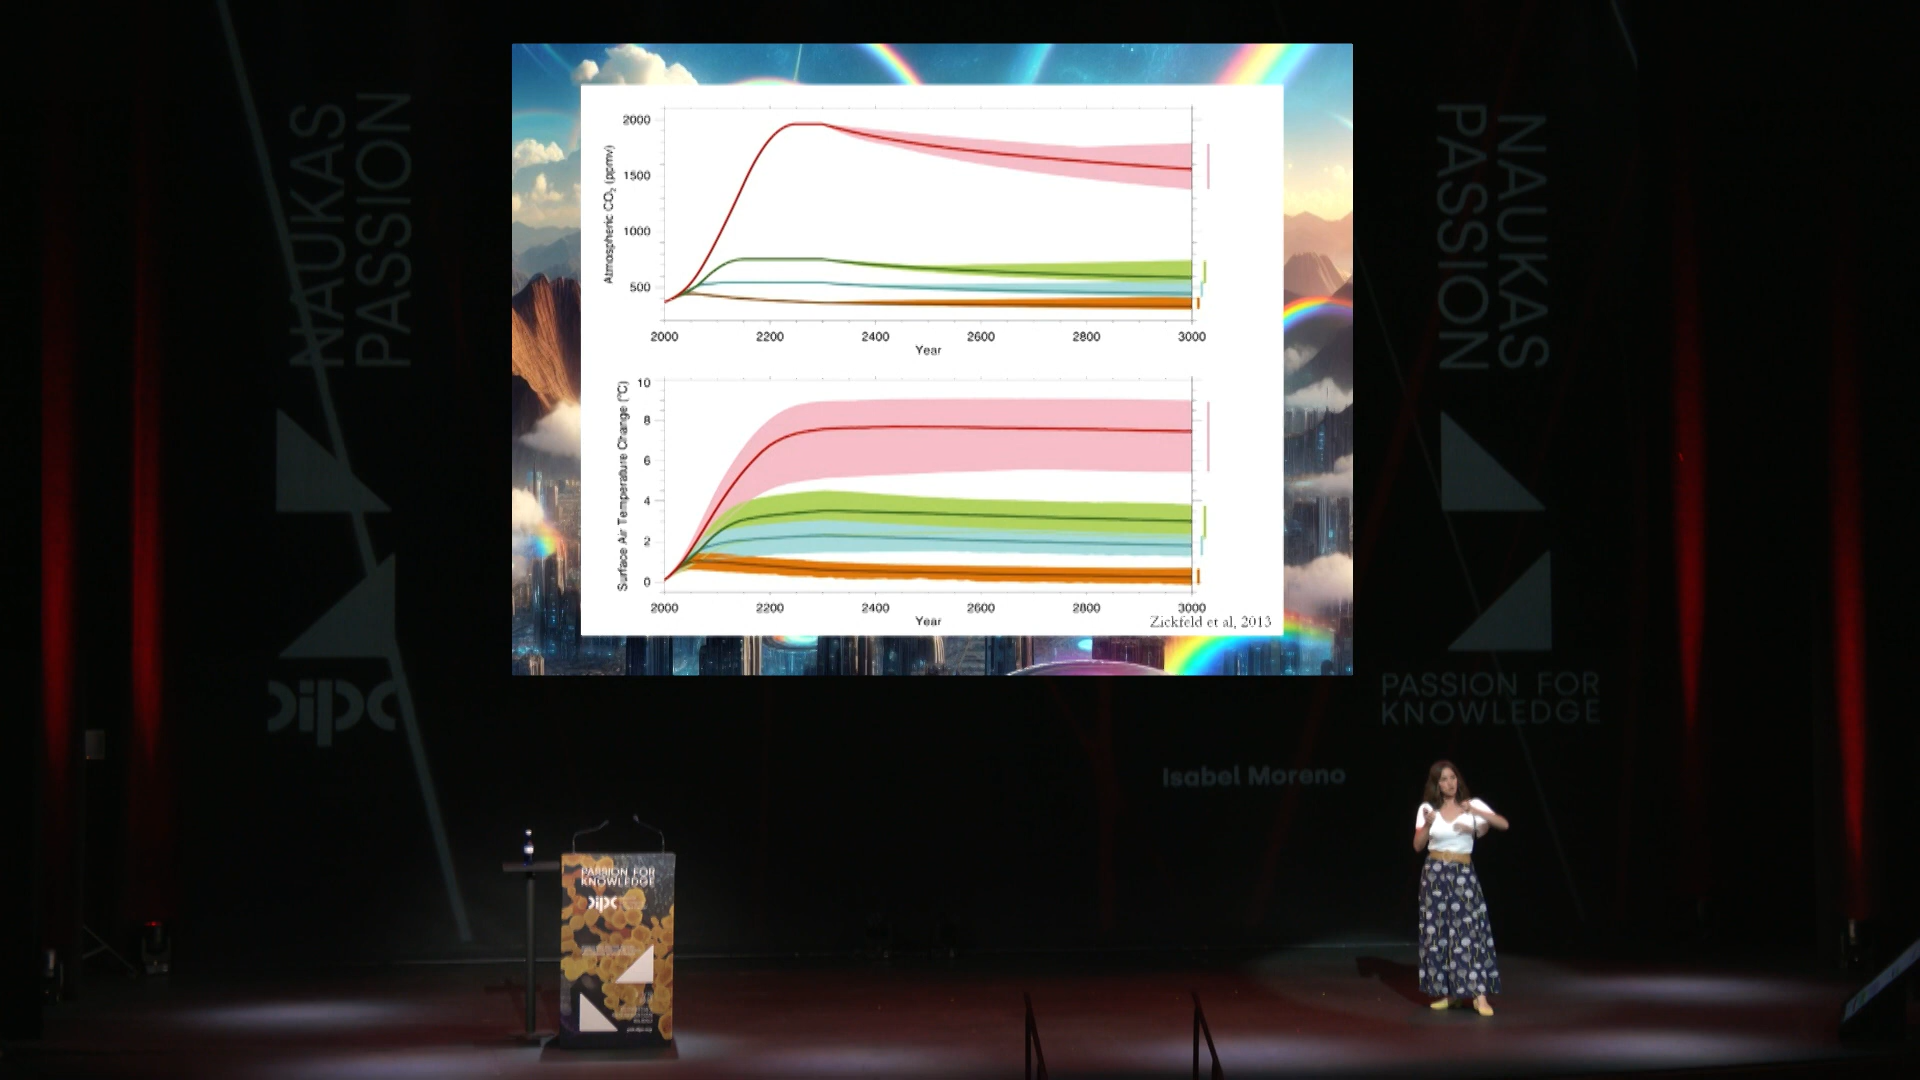 NAUKAS
PASSION
dipc
2000
1500
1000
500
Atmospheric CO₂ (ppmv)
2000 2200 2400 2600 2800 3000
Year
10
8
6
4
2
0
Surface Air Temperature Change (°C)
2000 2200 2400 2600 2800 3000
Year
Zickfeld et al, 2013
NAUKAS
PASSION
PASSION FOR
KNOWLEDGE
Isabel Moreno
PASSION FOR
KNOWLEDGE
dipc